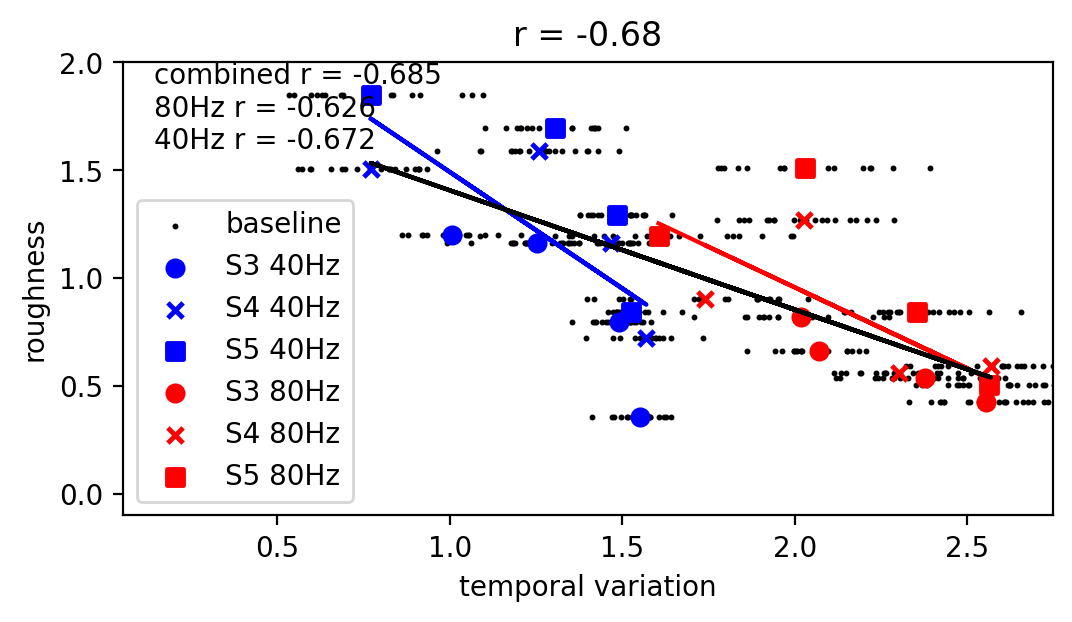 r = -0.68
combined r = -0.685
80Hz r = -0.626
40Hz r = -0.672
baseline
S3 40Hz
S4 40Hz
S5 40Hz
S3 80Hz
S4 80Hz
S5 80Hz
2.0
1.5
1.0
0.5
0.0
roughness
0.5 1.0 1.5 2.0 2.5
temporal variation